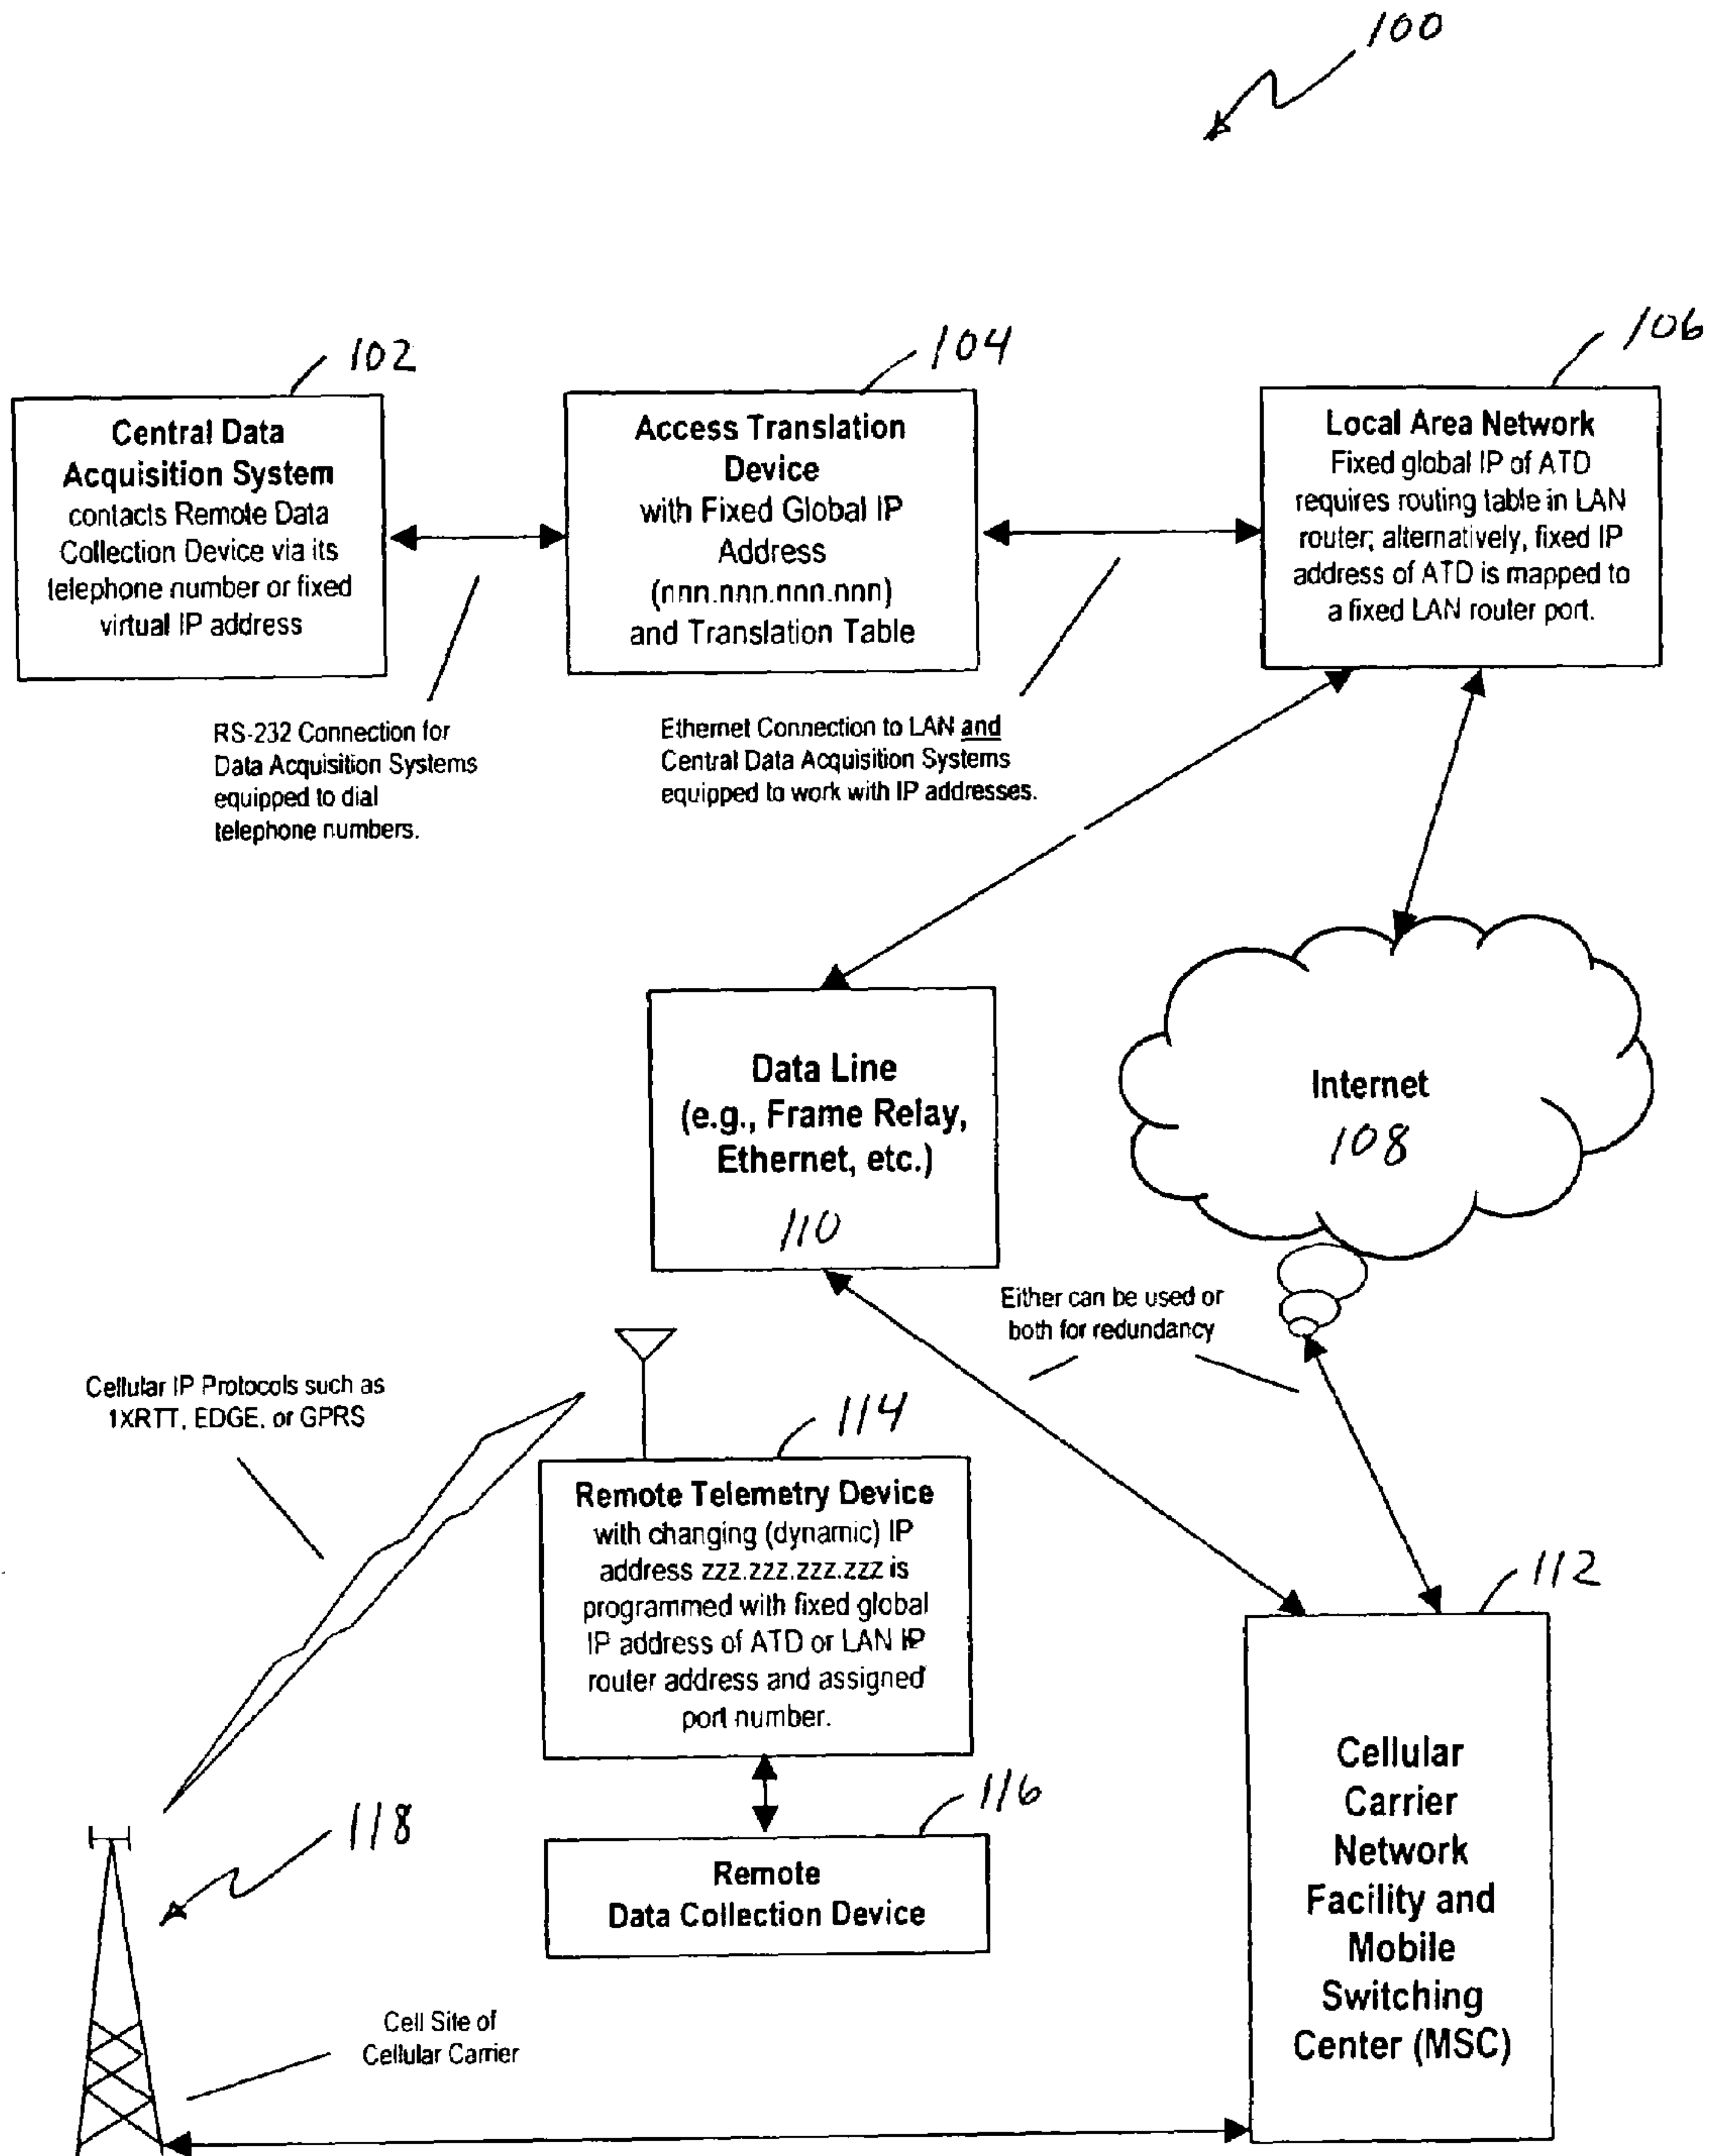 100
102
104
106
Central Data
Acquisition System
contacts Remote Data
Collection Device via its
telephone number or fixed
virtual IP address
Access Translation
Device
with Fixed Global IP
Address
(nnn.nnn.nnn.nnn)
and Translation Table
Local Area Network
Fixed global IP of ATD
requires routing table in LAN
router; alternatively, fixed IP
address of ATD is mapped to
a fixed LAN router port.
RS-232 Connection for
Data Acquisition Systems
equipped to dial
telephone numbers.
Ethernet Connection to LAN and
Central Data Acquisition Systems
equipped to work with IP addresses.
Data Line
(e.g., Frame Relay,
Ethernet, etc.)
110
Internet
108
Either can be used or
both for redundancy
Cellular IP Protocols such as
1XRTT, EDGE, or GPRS
114
Remote Telemetry Device
with changing (dynamic) IP
address zzz.zzz.zzz.zzz is
programmed with fixed global
IP address of ATD or LAN IP
router address and assigned
port number.
112
Cellular
Carrier
Network
Facility and
Mobile
Switching
Center (MSC)
116
Remote
Data Collection Device
118
Cell Site of
Cellular Carrier